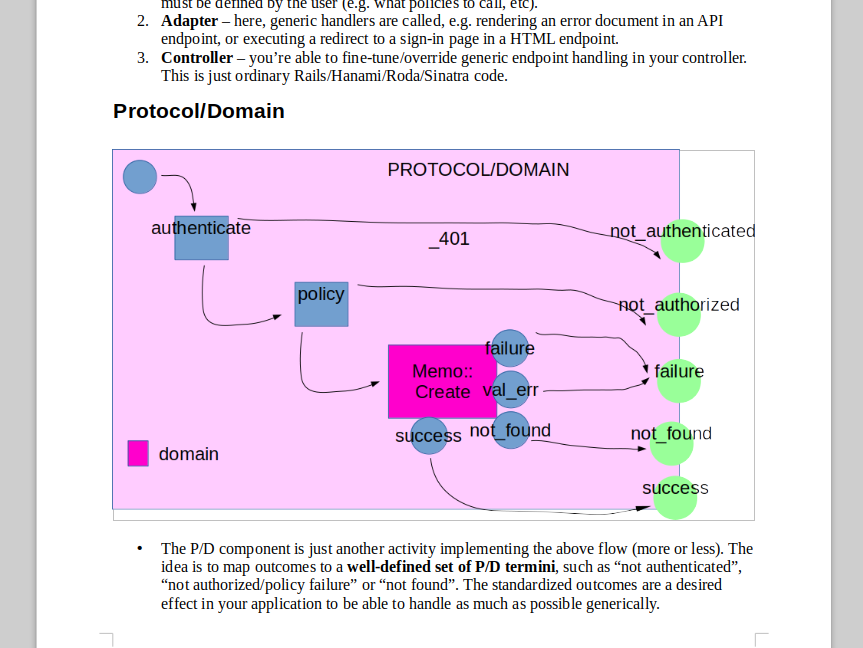 must be defined by the user (e.g. what policies to call, etc).
2. Adapter – here, generic handlers are called, e.g. rendering an error document in an API
endpoint, or executing a redirect to a sign-in page in a HTML endpoint.
3. Controller – you’re able to fine-tune/override generic endpoint handling in your controller.
This is just ordinary Rails/Hanami/Roda/Sinatra code.
Protocol/Domain
PROTOCOL/DOMAIN
authenticate
_401
not_authenticated
policy
not_authorized
failure
Memo::
Create
val_err
failure
success
not_found
not_found
domain
success
• The P/D component is just another activity implementing the above flow (more or less). The
idea is to map outcomes to a well-defined set of P/D termini, such as “not authenticated”,
“not authorized/policy failure” or “not found”. The standardized outcomes are a desired
effect in your application to be able to handle as much as possible generically.